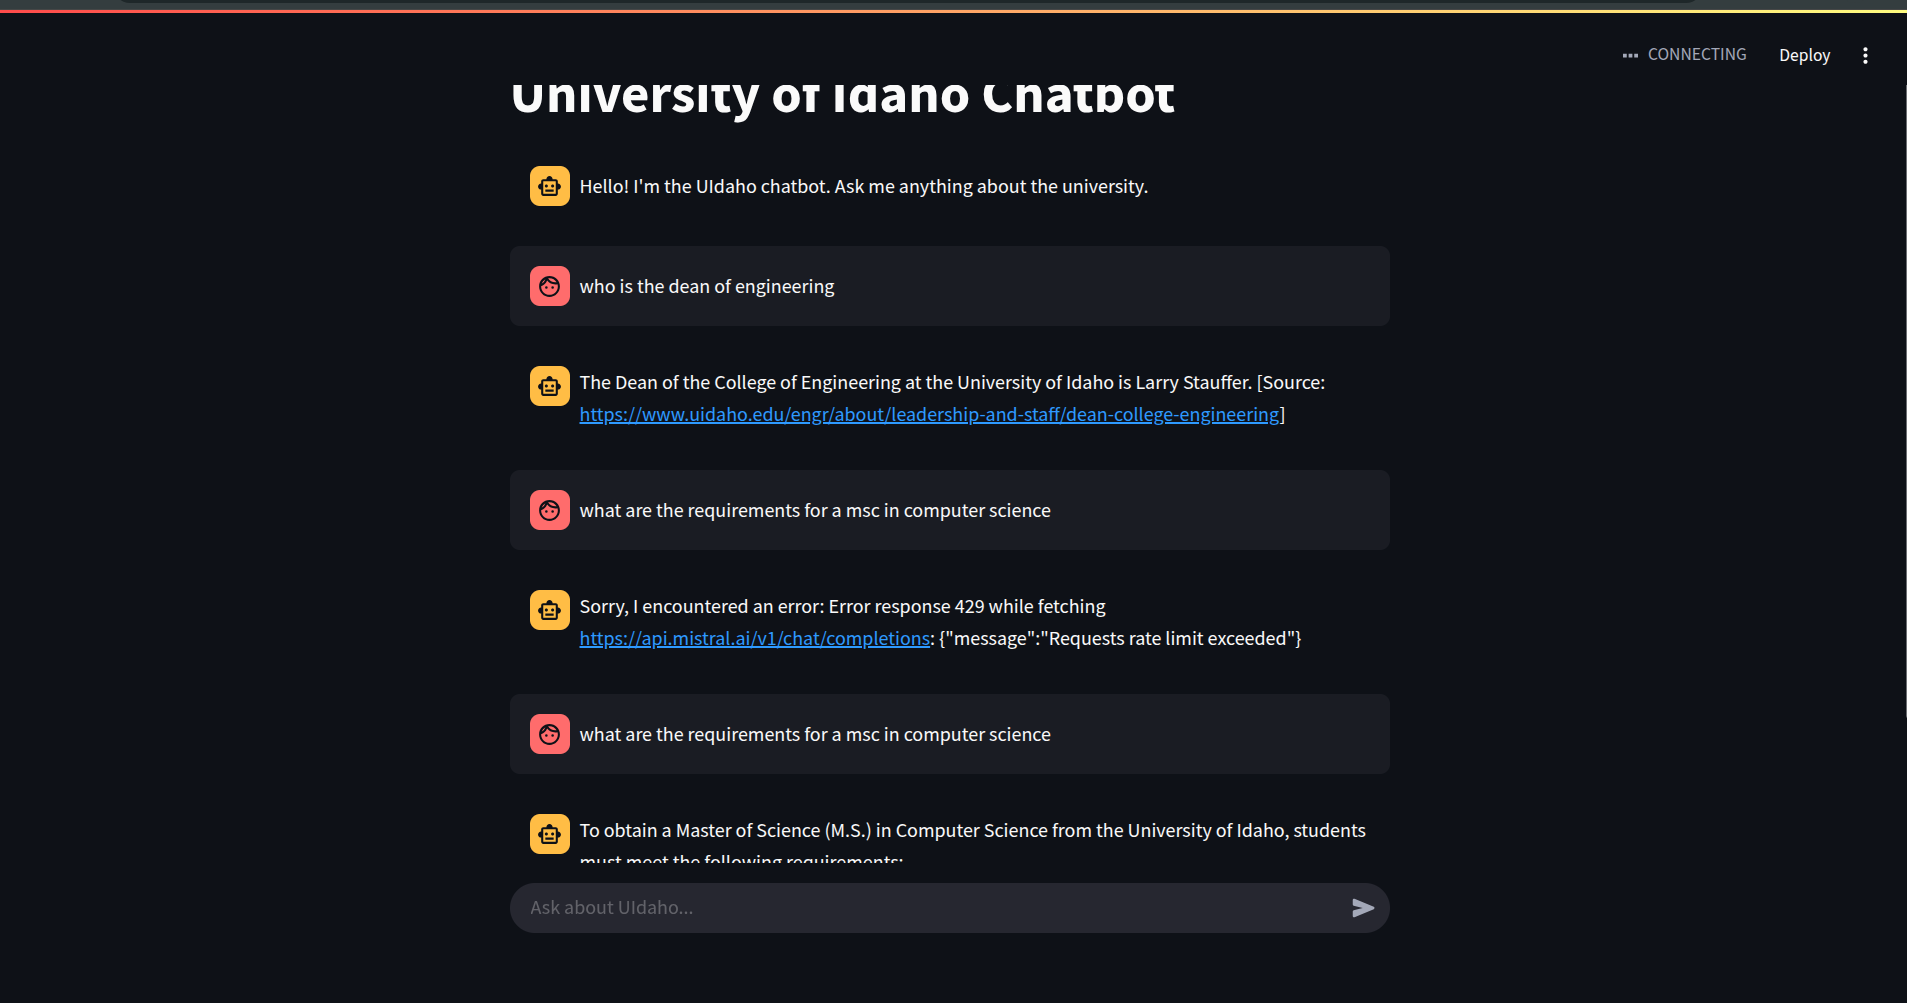 CONNECTING Deploy
University of Idaho Chatbot
Hello! I'm the UIdaho chatbot. Ask me anything about the university.
who is the dean of engineering
The Dean of the College of Engineering at the University of Idaho is Larry Stauffer. [Source:
https://www.uidaho.edu/engr/about/leadership-and-staff/dean-college-engineering]
what are the requirements for a msc in computer science
Sorry, I encountered an error: Error response 429 while fetching
https://api.mistral.ai/v1/chat/completions: {"message":"Requests rate limit exceeded"}
what are the requirements for a msc in computer science
To obtain a Master of Science (M.S.) in Computer Science from the University of Idaho, students
must meet the following requirements:
Ask about UIdaho...